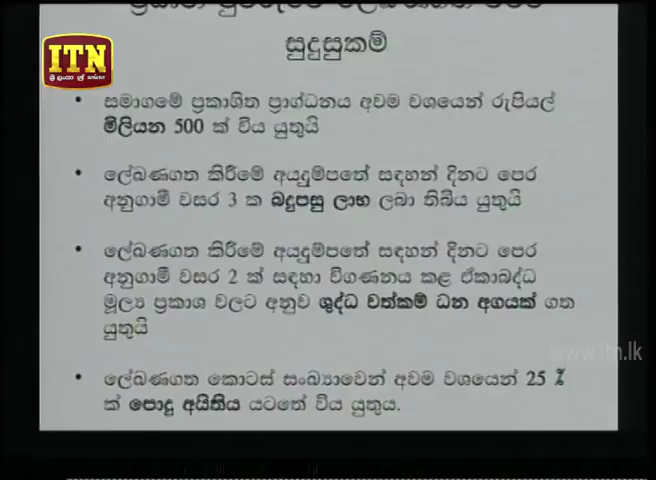 සුදුසුකම්
ITN
• සමාගමේ ප්‍රකාශිත ප්‍රාග්ධනය අවම වශයෙන් රුපියල්
මිලියන 500 ක් විය යුතුයි
• ලේඛණගත කිරීමේ අයදුම්පතේ සඳහන් දිනට පෙර
අනුගාමී වසර 3 ක බදුපසු ලාභ ලබා තිබිය යුතුයි
• ලේඛණගත කිරීමේ අයදුම්පතේ සඳහන් දිනට පෙර
අනුගාමී වසර 2 ක් සඳහා විගණනය කළ ඒකාබද්ධ
මූල්‍ය ප්‍රකාශ වලට අනුව ශුද්ධ වත්කම් ධන අගයක් ගත
යුතුයි
www.itn.lk
• ලේඛණගත කොටස් සංඛ්‍යාවෙන් අවම වශයෙන් 25 %
ක් පොදු අයිතිය යටතේ විය යුතුය.